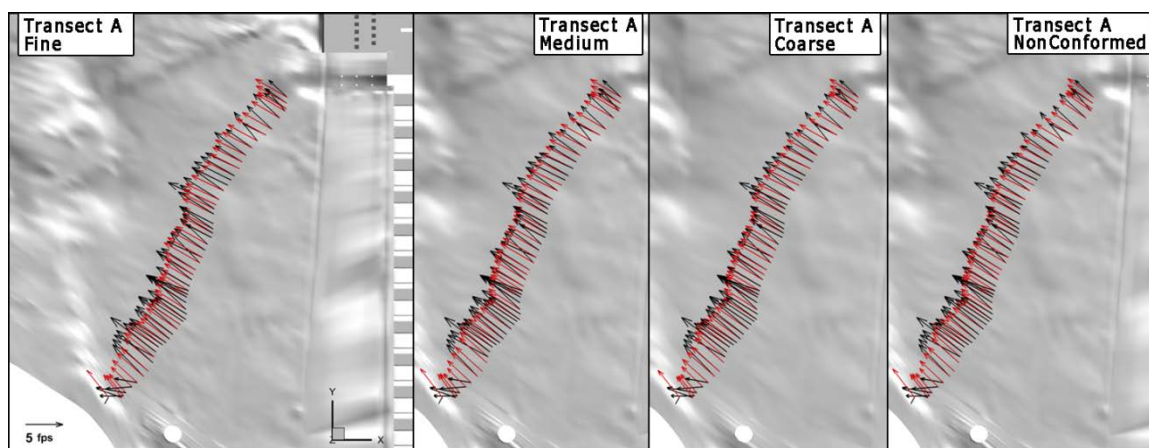 Transect A
Fine
Transect A
Medium
Transect A
Coarse
Transect A
NonConformed
5 fps
Y
Z
X